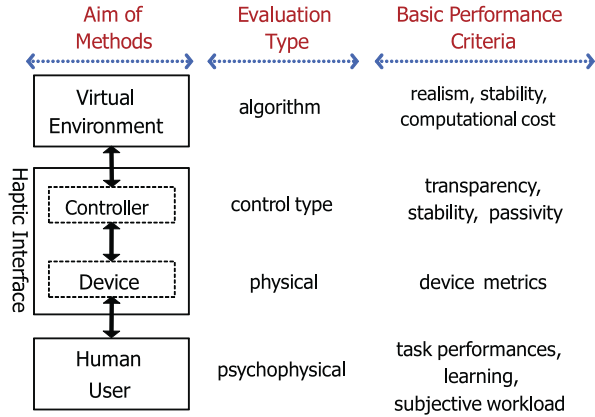 Aim of
Methods
Evaluation
Type
Basic Performance
Criteria
Virtual
Environment
algorithm
realism, stability,
computational cost
Haptic Interface
Controller
control type
transparency,
stability, passivity
Device
physical
device metrics
Human
User
psychophysical
task performances,
learning,
subjective workload